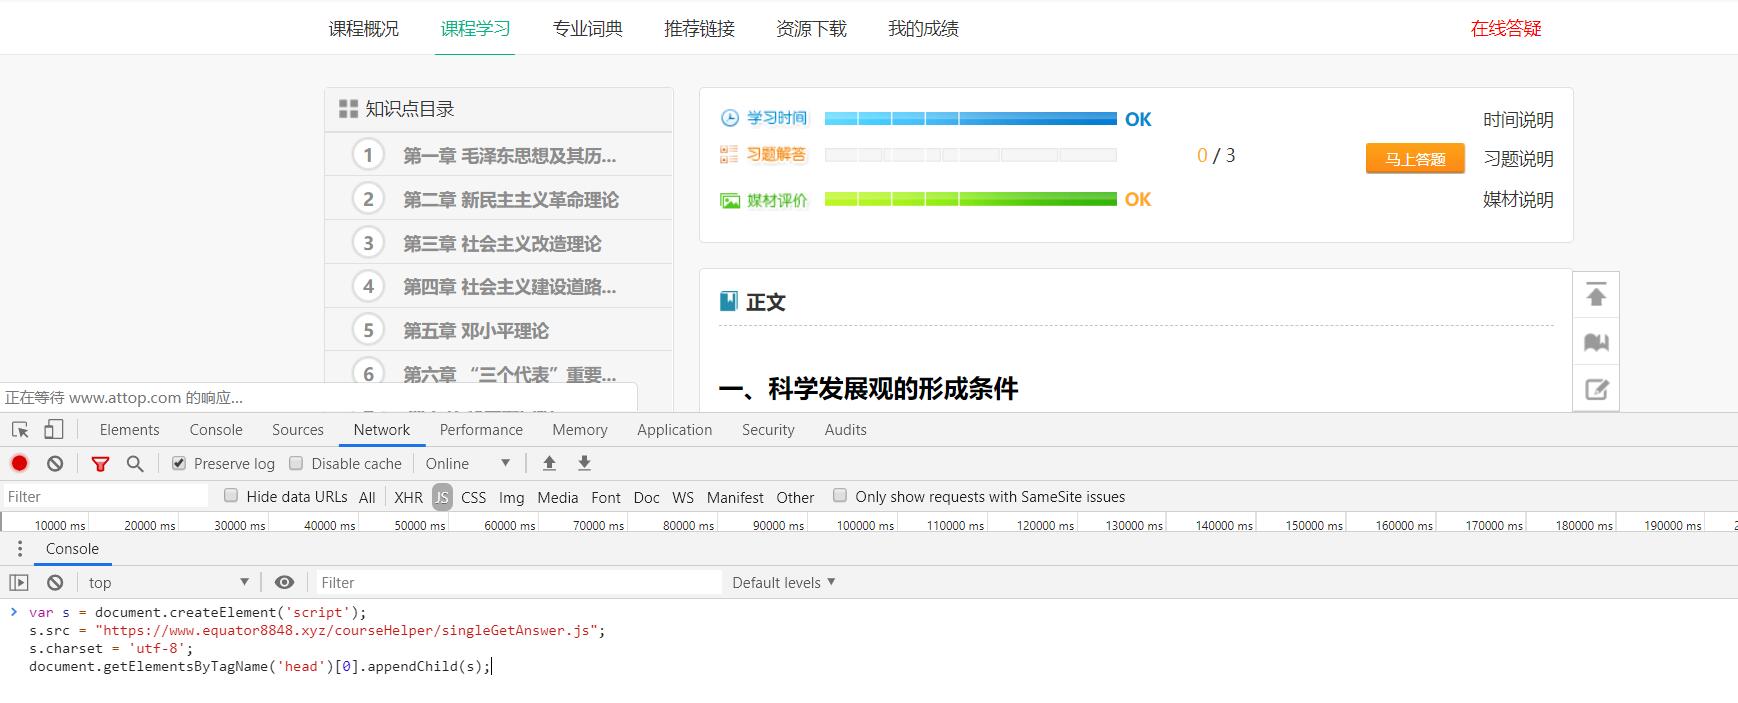 课程概况 课程学习 专业词典 推荐链接 资源下载 我的成绩 在线答疑
知识点目录
1 第一章 毛泽东思想及其历...
2 第二章 新民主主义革命理论
3 第三章 社会主义改造理论
4 第四章 社会主义建设道路...
5 第五章 邓小平理论
6 第六章 “三个代表”重要...
学习时间 OK 时间说明
习题解答 0 / 3 马上答题 习题说明
媒材评价 OK 媒材说明
正文
一、科学发展观的形成条件
正在等待 www.attop.com 的响应...
Elements Console Sources Network Performance Memory Application Security Audits
Preserve log Disable cache Online
Filter Hide data URLs All XHR JS CSS Img Media Font Doc WS Manifest Other Only show requests with SameSite issues
10000 ms 20000 ms 30000 ms 40000 ms 50000 ms 60000 ms 70000 ms 80000 ms 90000 ms 100000 ms 110000 ms 120000 ms 130000 ms 140000 ms 150000 ms 160000 ms 170000 ms 180000 ms 190000 ms 2
Console
top Filter Default levels
var s = document.createElement('script');
s.src = "https://www.equator8848.xyz/courseHelper/singleGetAnswer.js";
s.charset = 'utf-8';
document.getElementsByTagName('head')[0].appendChild(s);